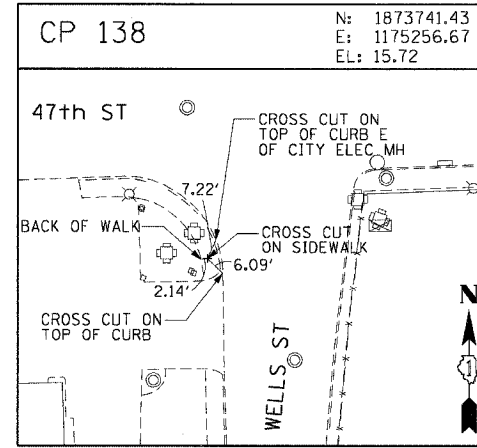 CP 138
N: 1873741.43
E: 1175256.67
EL: 15.72
47th ST
CROSS CUT ON
TOP OF CURB E
OF CITY ELEC MH
7.22'
BACK OF WALK
CROSS CUT
ON SIDEWALK
6.09'
2.14'
CROSS CUT ON
TOP OF CURB
WELLS ST
N
1